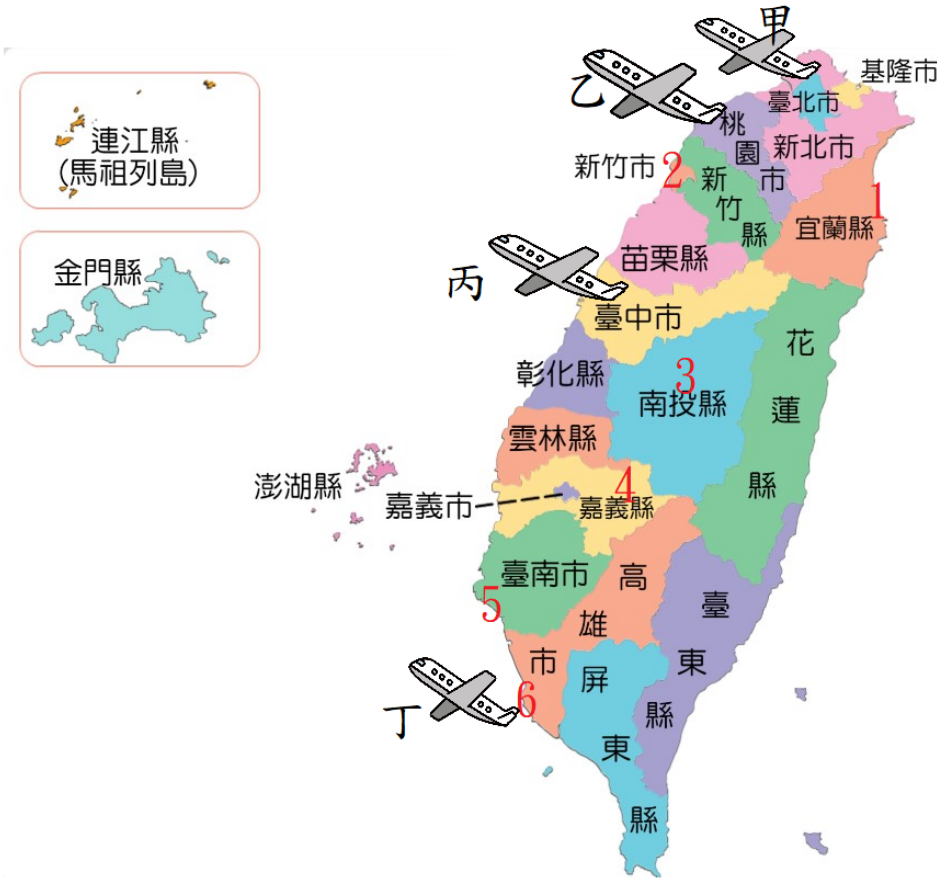 甲
乙
基隆市
臺北市
桃園市
新北市
連江縣
(馬祖列島)
新竹市
2
新竹縣
1
宜蘭縣
苗栗縣
金門縣
丙
臺中市
花蓮縣
彰化縣
3
南投縣
雲林縣
澎湖縣
嘉義市
4
嘉義縣
臺南市
5
高雄市
臺東縣
屏東縣
6
丁